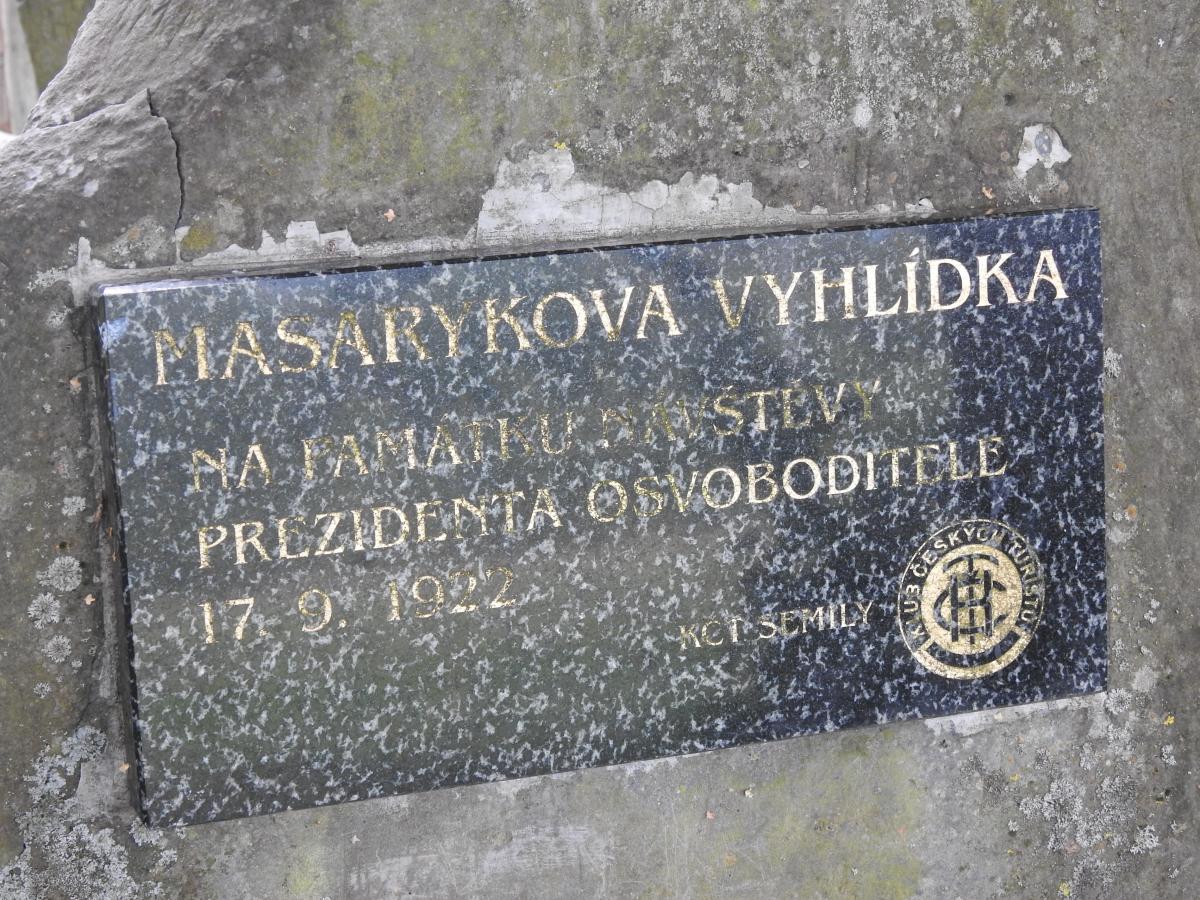 MASARYKOVA VYHLÍDKA
NA PAMÁTKU NÁVŠTĚVY
PREZIDENTA OSVOBODITELE
17. 9. 1922
KČT SEMILY
KLUB ČESKÝCH TURISTŮ